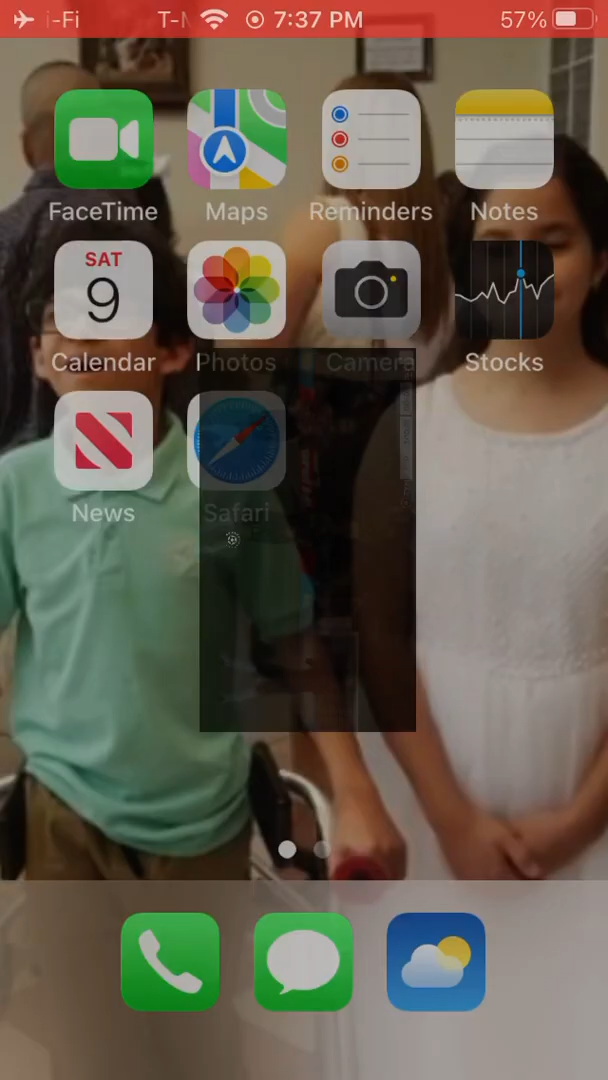 i-Fi T-M 7:37 PM 57%
FaceTime Maps Reminders Notes
SAT
9
Calendar Photos Camera Stocks
News Safari